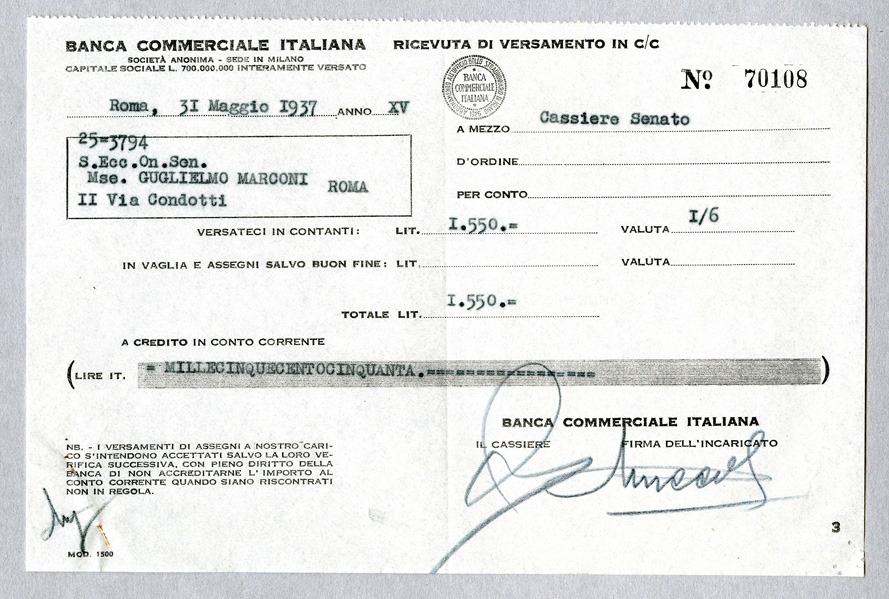 BANCA COMMERCIALE ITALIANA RICEVUTA DI VERSAMENTO IN C/C
SOCIETÀ ANONIMA - SEDE IN MILANO
CAPITALE SOCIALE L. 700.000.000 INTERAMENTE VERSATO
BANCA
COMMERCIALE
ITALIANA
Nº 70108
Roma, 3I Maggio I937 ANNO XV
A MEZZO Cassiere Senato
25=3794
S.Ecc.On.Sen.
Mse. GUGLIELMO MARCONI ROMA
II Via Condotti
D'ORDINE
PER CONTO
VERSATECI IN CONTANTI: LIT. I.550.= VALUTA I/6
IN VAGLIA E ASSEGNI SALVO BUON FINE: LIT. VALUTA
TOTALE LIT. I.550.=
A CREDITO IN CONTO CORRENTE
(LIRE IT. = MILLECINQUECENTOCINQUANTA.==================)
BANCA COMMERCIALE ITALIANA
IL CASSIERE FIRMA DELL'INCARICATO
NB. - I VERSAMENTI DI ASSEGNI A NOSTRO CARI-
CO S'INTENDONO ACCETTATI SALVO LA LORO VE-
RIFICA SUCCESSIVA, CON PIENO DIRITTO DELLA
BANCA DI NON ACCREDITARNE L'IMPORTO AL
CONTO CORRENTE QUANDO SIANO RISCONTRATI
NON IN REGOLA.
3
MOD. 1500